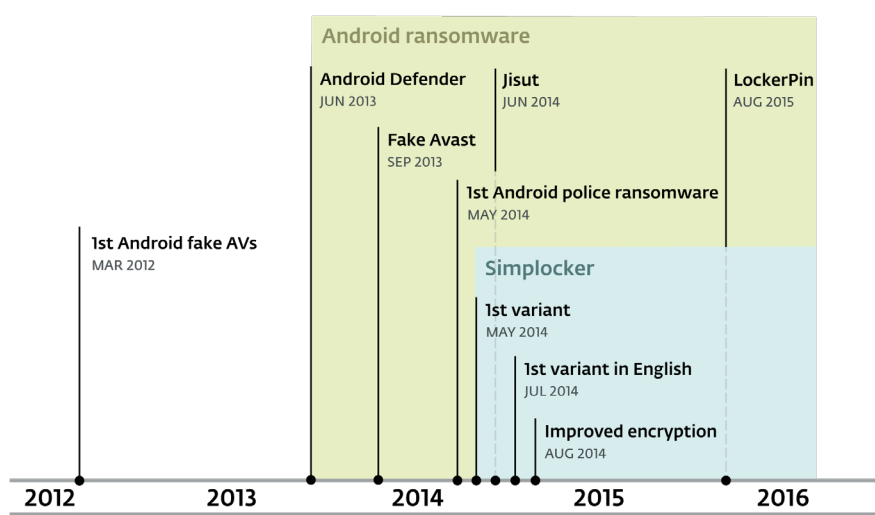 Android ransomware
Android Defender
JUN 2013
Jisut
JUN 2014
LockerPin
AUG 2015
Fake Avast
SEP 2013
1st Android police ransomware
MAY 2014
1st Android fake AVs
MAR 2012
Simplocker
1st variant
MAY 2014
1st variant in English
JUL 2014
Improved encryption
AUG 2014
2012 2013 2014 2015 2016